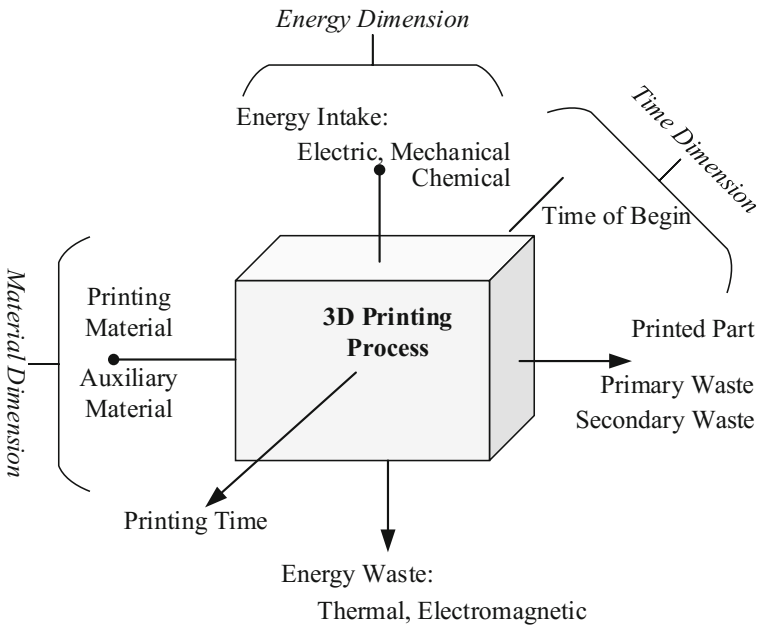 Energy Dimension
Energy Intake:
Electric, Mechanical
Chemical
Time Dimension
Time of Begin
Material Dimension
Printing
Material
Auxiliary
Material
3D Printing
Process
Printed Part
Primary Waste
Secondary Waste
Printing Time
Energy Waste:
Thermal, Electromagnetic